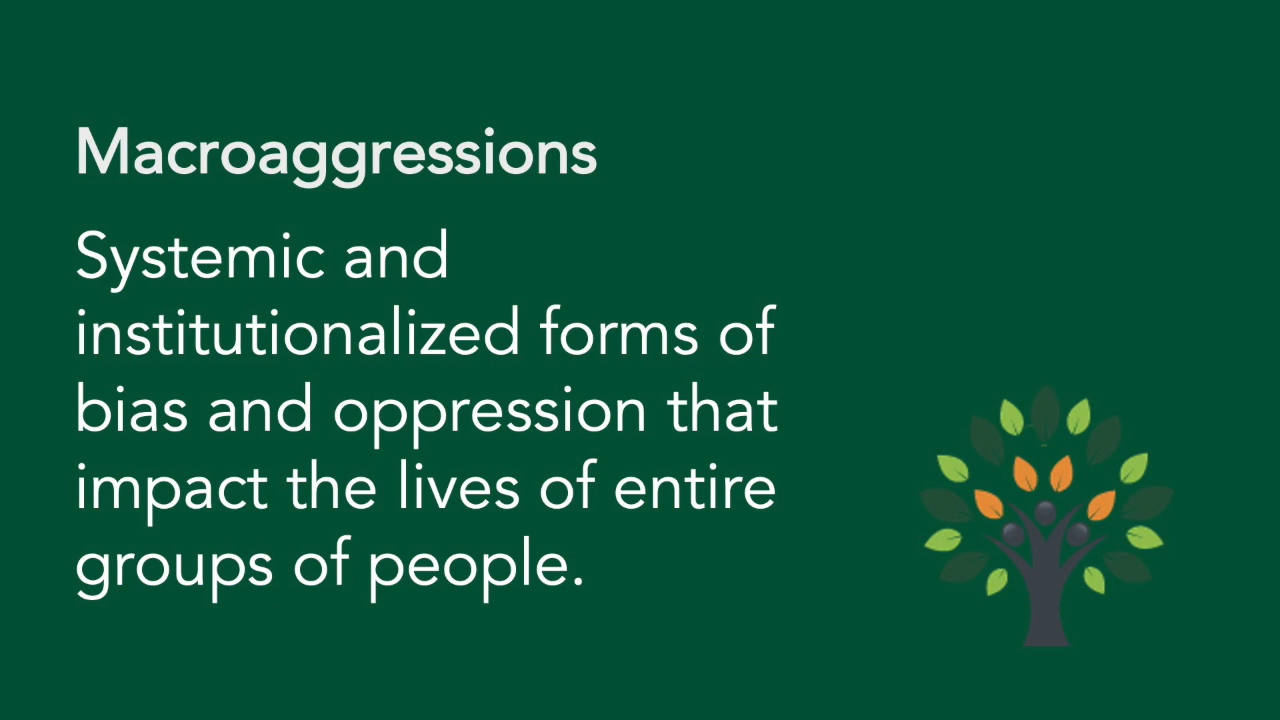 Macroaggressions
Systemic and
institutionalized forms of
bias and oppression that
impact the lives of entire
groups of people.